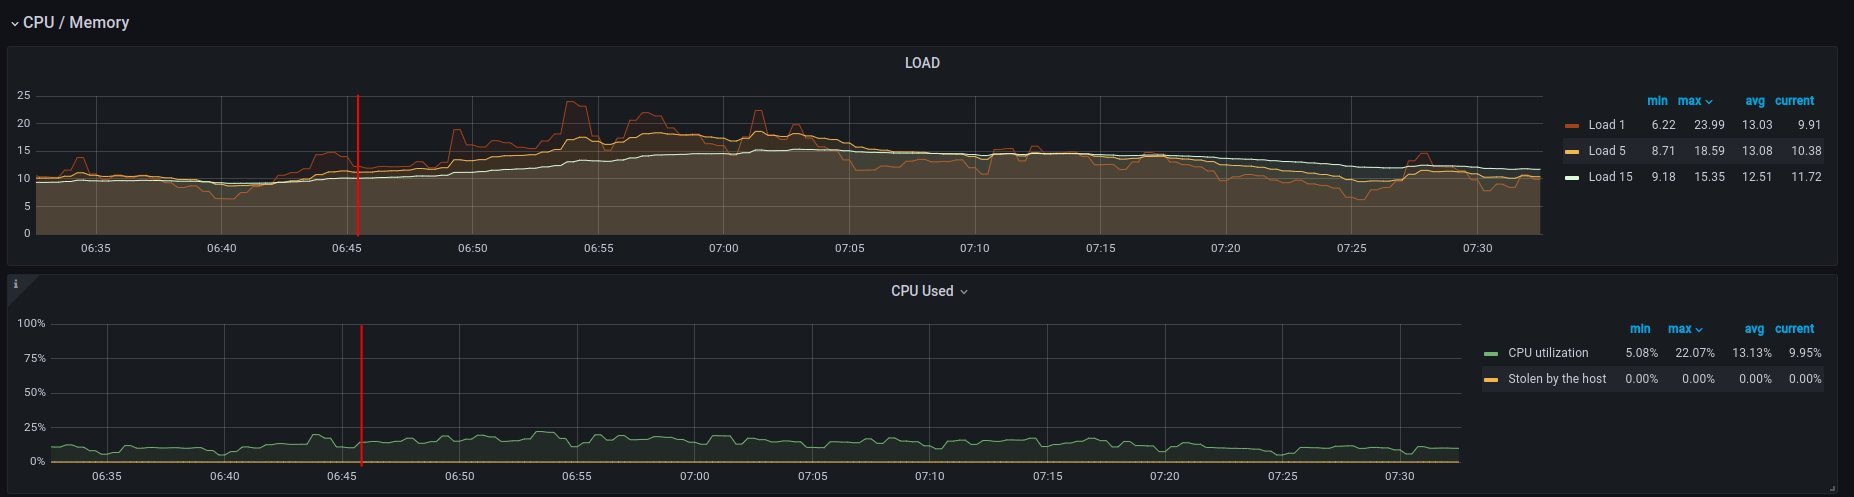 CPU / Memory
LOAD
25
20
15
10
5
0
06:35 06:40 06:45 06:50 06:55 07:00 07:05 07:10 07:15 07:20 07:25 07:30
min max avg current
Load 1 6.22 23.99 13.03 9.91
Load 5 8.71 18.59 13.08 10.38
Load 15 9.18 15.35 12.51 11.72
i
CPU Used
100%
75%
50%
25%
0%
06:35 06:40 06:45 06:50 06:55 07:00 07:05 07:10 07:15 07:20 07:25 07:30
min max avg current
CPU utilization 5.08% 22.07% 13.13% 9.95%
Stolen by the host 0.00% 0.00% 0.00% 0.00%